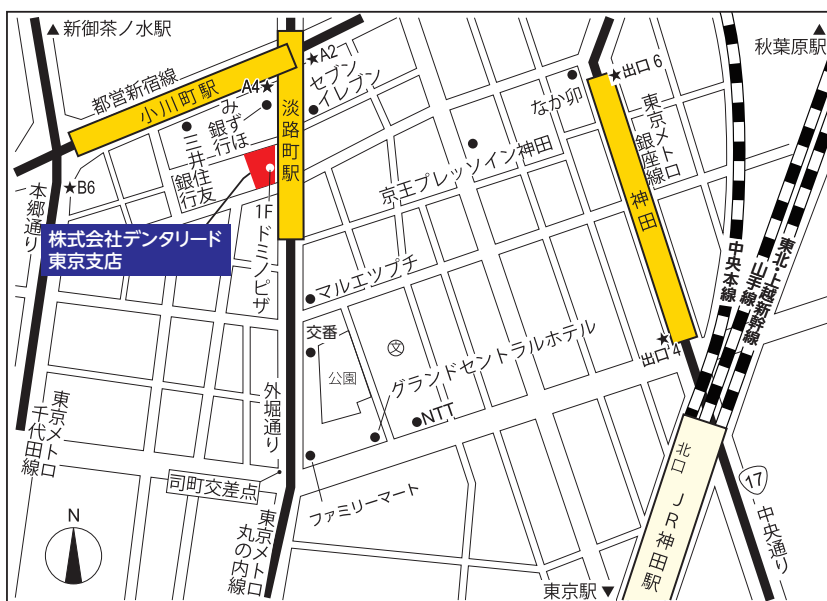 ▲新御茶ノ水駅
秋葉原駅▲
都営新宿線
小川町駅
A4★
★A2
セブン
イレブン
みずほ
銀行
三井住友
銀行
淡路町駅
なか卯
★出口6
東京メトロ
銀座線
京王プレッソイン神田
神田
★B6
本郷通り
株式会社デンタリード
東京支店
1F ドミノピザ
マルエツプチ
中央本線
山手線
東北・上越新幹線
交番
公園
文
★
出口4
グランドセントラルホテル
NTT
外堀通り
東京メトロ
千代田線
司町交差点
ファミリーマート
北口
JR神田駅
17
中央通り
N
東京メトロ
丸の内線
東京駅▼